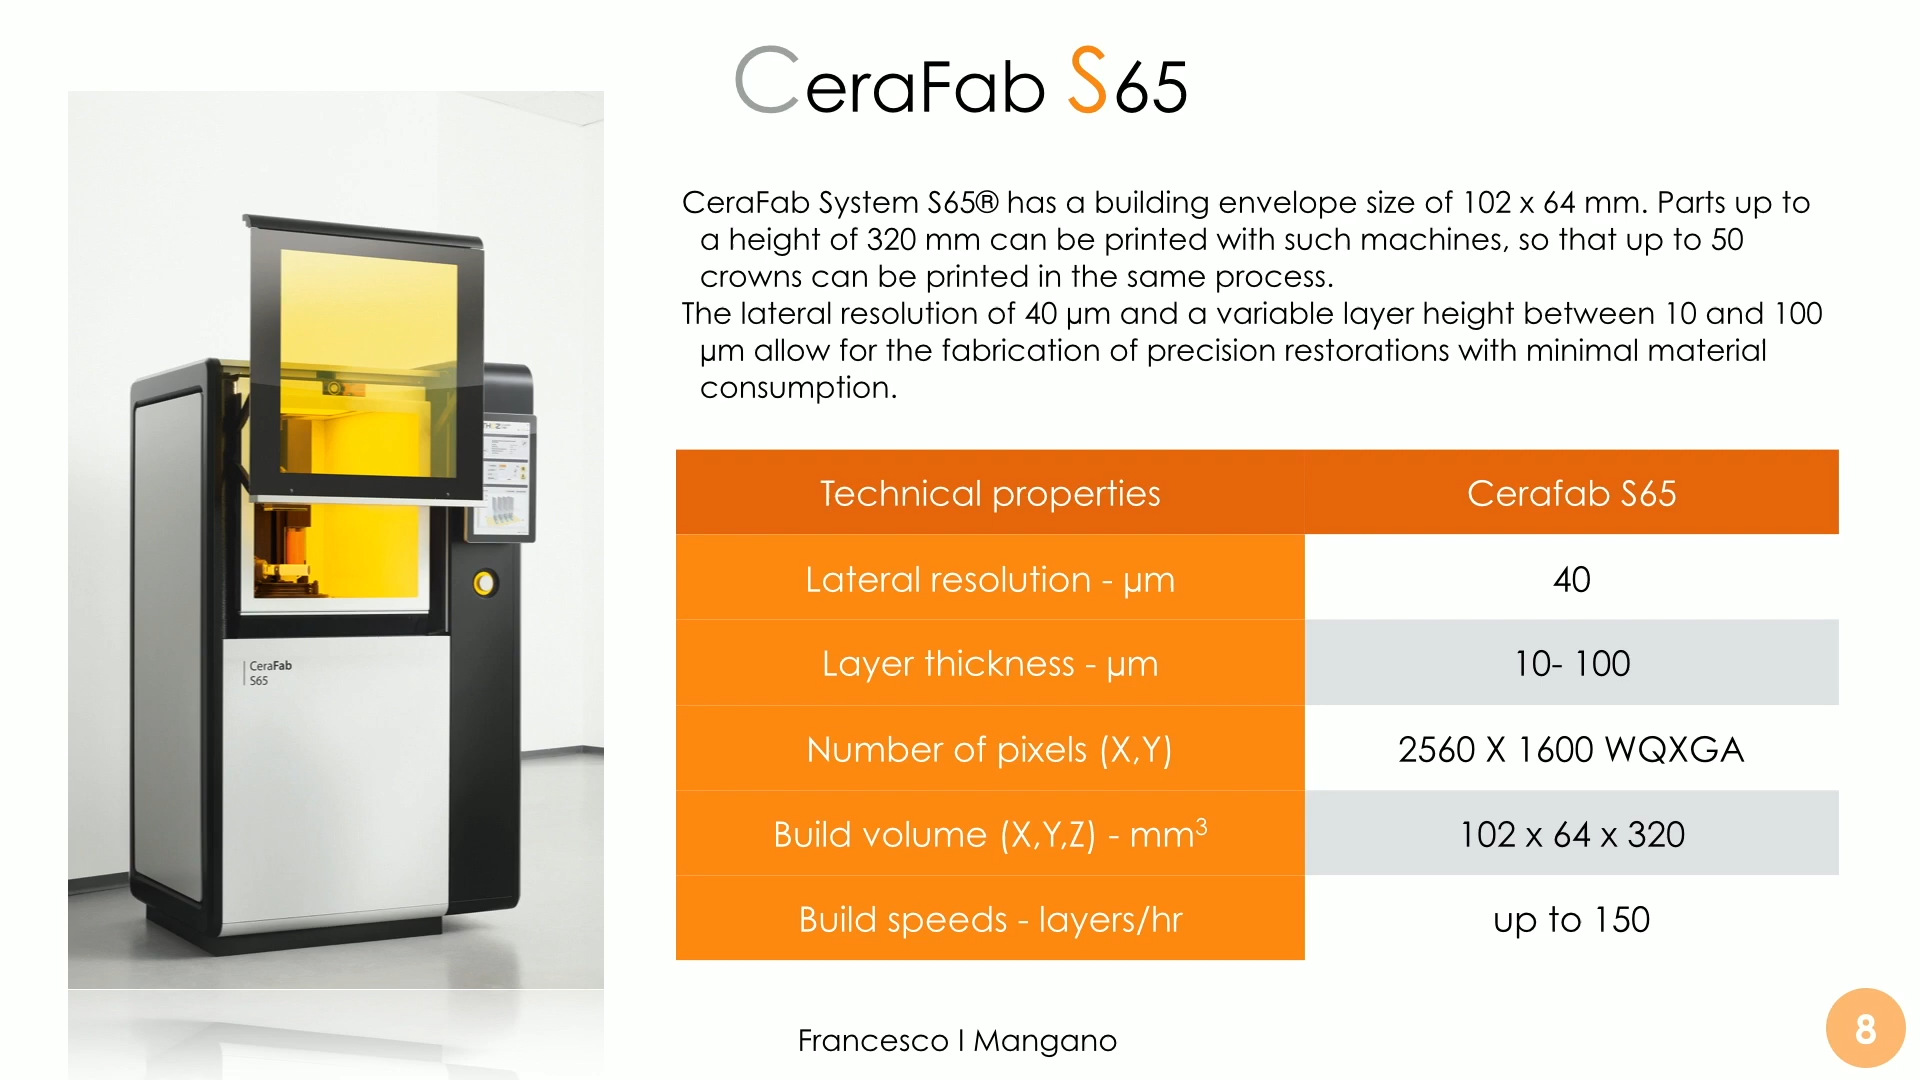 CeraFab S65
CeraFab System S65® has a building envelope size of 102 x 64 mm. Parts up to
a height of 320 mm can be printed with such machines, so that up to 50
crowns can be printed in the same process.
The lateral resolution of 40 µm and a variable layer height between 10 and 100
µm allow for the fabrication of precision restorations with minimal material
consumption.
Technical properties Cerafab S65
Lateral resolution - µm 40
Layer thickness - µm 10- 100
Number of pixels (X,Y) 2560 X 1600 WQXGA
Build volume (X,Y,Z) - mm³ 102 x 64 x 320
Build speeds - layers/hr up to 150
CeraFab
S65
Francesco I Mangano
8